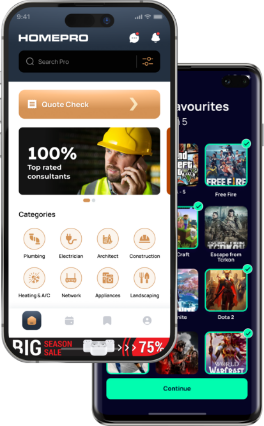 9:41
HOMEPRO
Search Pro
Quote Check
100%
Top rated
consultants
Categories
Plumbing
Electrician
Architect
Construction
Heating & A/C
Network
Appliances
Landscaping
BIG SEASON
SALE
75%
avourites
5
FREE FIRE
Free Fire
Craft
Escape from
Dota 2
WORLD
WARCRAFT
Continue